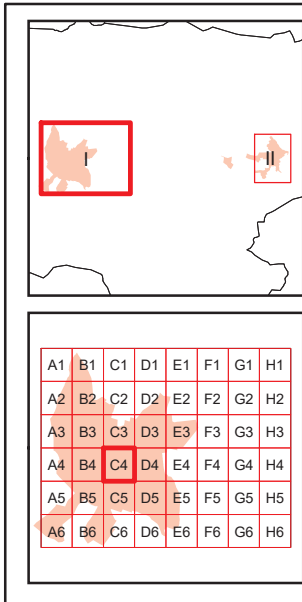 I II
A1 B1 C1 D1 E1 F1 G1 H1
A2 B2 C2 D2 E2 F2 G2 H2
A3 B3 C3 D3 E3 F3 G3 H3
A4 B4 C4 D4 E4 F4 G4 H4
A5 B5 C5 D5 E5 F5 G5 H5
A6 B6 C6 D6 E6 F6 G6 H6